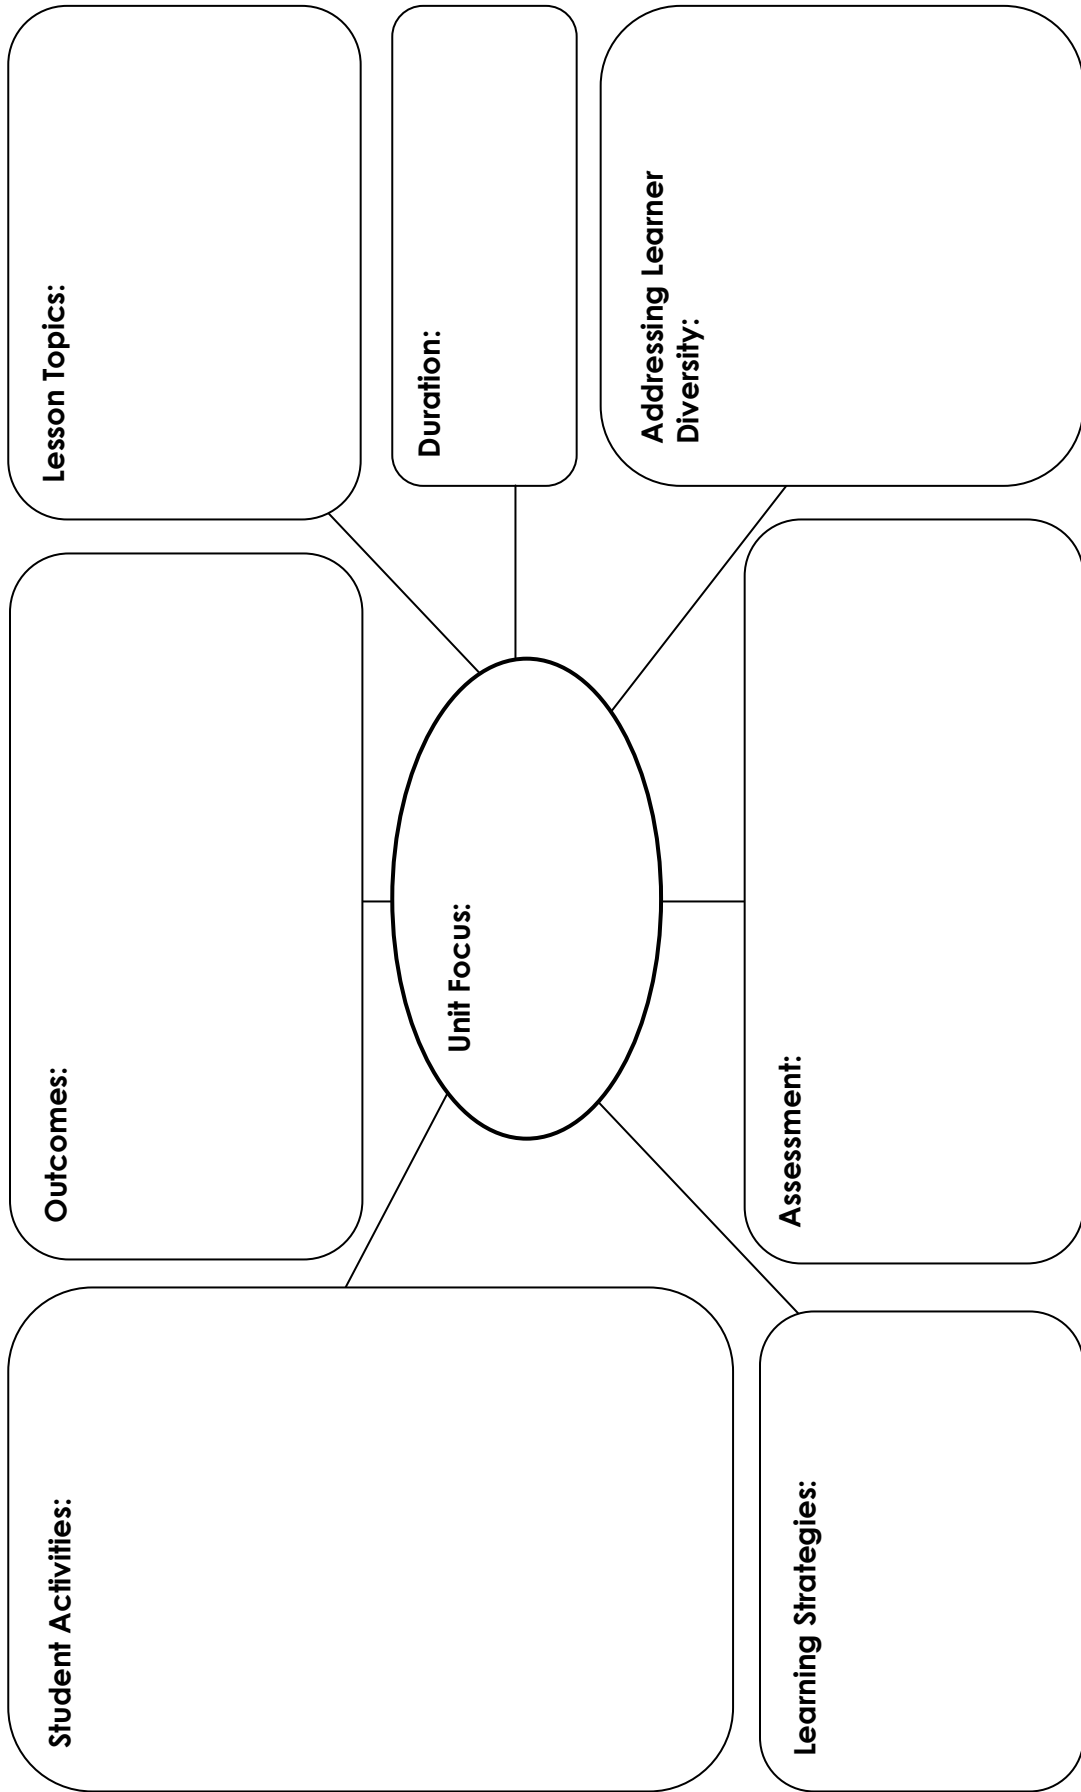 Student Activities:
Outcomes:
Lesson Topics:
Unit Focus:
Duration:
Learning Strategies:
Assessment:
Addressing Learner
Diversity: